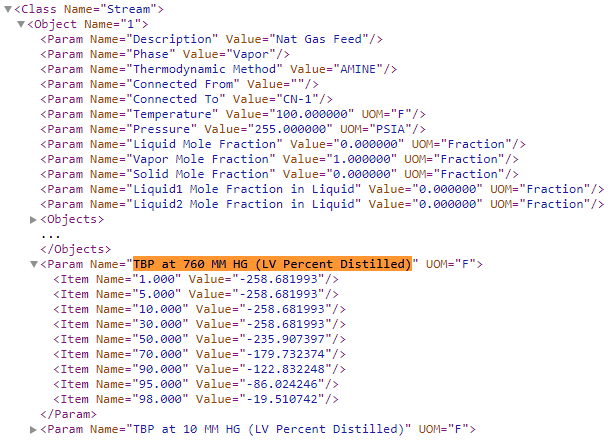 ▼<Class Name="Stream">
▼<Object Name="1">
<Param Name="Description" Value="Nat Gas Feed"/>
<Param Name="Phase" Value="Vapor"/>
<Param Name="Thermodynamic Method" Value="AMINE"/>
<Param Name="Connected From" Value=""/>
<Param Name="Connected To" Value="CN-1"/>
<Param Name="Temperature" Value="100.000000" UOM="F"/>
<Param Name="Pressure" Value="255.000000" UOM="PSIA"/>
<Param Name="Liquid Mole Fraction" Value="0.000000" UOM="Fraction"/>
<Param Name="Vapor Mole Fraction" Value="1.000000" UOM="Fraction"/>
<Param Name="Solid Mole Fraction" Value="0.000000" UOM="Fraction"/>
<Param Name="Liquid1 Mole Fraction in Liquid" Value="0.000000" UOM="Fraction"/>
<Param Name="Liquid2 Mole Fraction in Liquid" Value="0.000000" UOM="Fraction"/>
▶<Objects>
...
</Objects>
▼<Param Name="TBP at 760 MM HG (LV Percent Distilled)" UOM="F">
<Item Name="1.000" Value="-258.681993"/>
<Item Name="5.000" Value="-258.681993"/>
<Item Name="10.000" Value="-258.681993"/>
<Item Name="30.000" Value="-258.681993"/>
<Item Name="50.000" Value="-235.907397"/>
<Item Name="70.000" Value="-179.732374"/>
<Item Name="90.000" Value="-122.832248"/>
<Item Name="95.000" Value="-86.024246"/>
<Item Name="98.000" Value="-19.510742"/>
</Param>
▶<Param Name="TBP at 10 MM HG (LV Percent Distilled)" UOM="F">